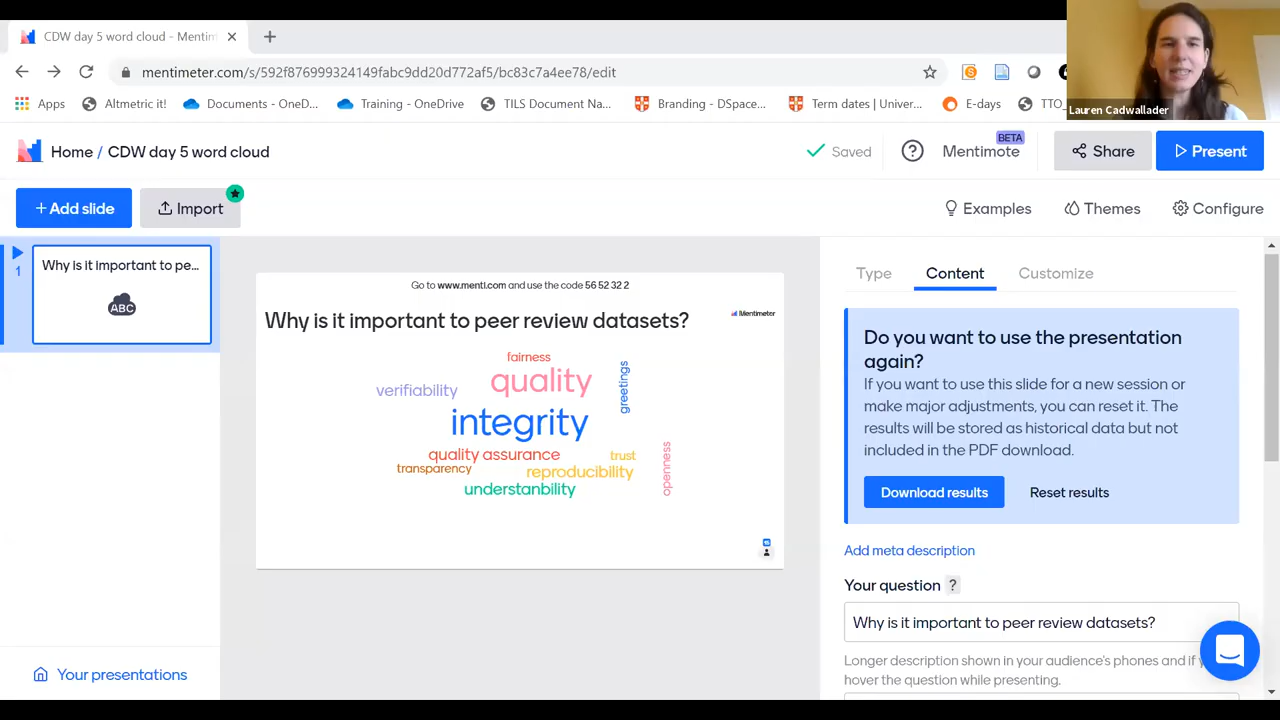 CDW day 5 word cloud - Mentim
mentimeter.com/s/592f876999324149fabc9dd20d772af5/bc83c7a4ee78/edit
Apps
Altmetric it!
Documents - OneD...
Training - OneDrive
TILS Document Na...
Branding - DSpace...
Term dates | Univer...
E-days
TTO_
Lauren Cadwallader
Home / CDW day 5 word cloud
Saved
?
Mentimote
BETA
Share
Present
+ Add slide
Import
Examples
Themes
Configure
1
Why is it important to pe...
ABC
Go to www.menti.com and use the code 56 52 32 2
Why is it important to peer review datasets?
Mentimeter
fairness
verifiability
quality
greetings
integrity
quality assurance
trust
transparency
reproducibility
openness
understanbility
Type
Content
Customize
Do you want to use the presentation
again?
If you want to use this slide for a new session or
make major adjustments, you can reset it. The
results will be stored as historical data but not
included in the PDF download.
Download results
Reset results
Add meta description
Your question ?
Why is it important to peer review datasets?
Longer description shown in your audience's phones and if
hover the question while presenting.
Your presentations